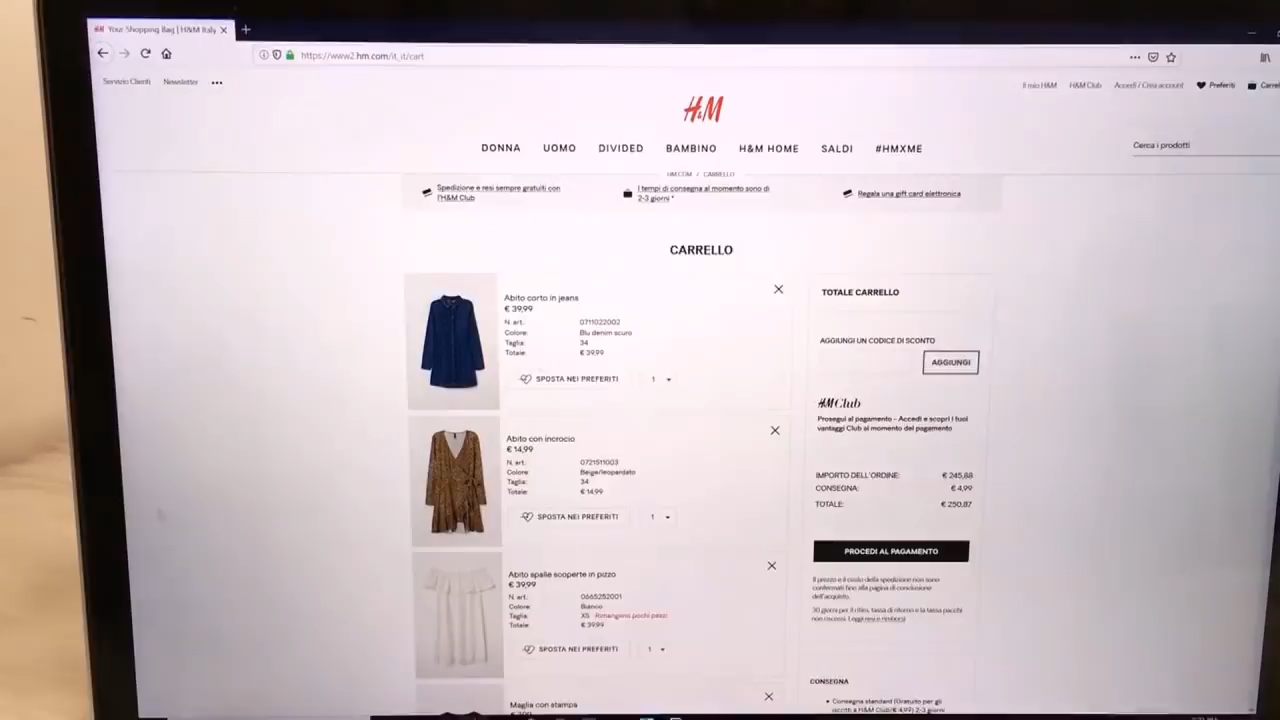 H&M Your Shopping Bag | H&M Italy
https://www2.hm.com/it_it/cart
Servizio Clienti Newsletter
Il mio H&M H&M Club Accedi / Crea account Preferiti
H&M
DONNA UOMO DIVIDED BAMBINO H&M HOME SALDI #HMXME
Cerca i prodotti
HM.COM / CARRELLO
Spedizione e resi sempre gratuiti con
l'H&M Club
I tempi di consegna al momento sono di
2-3 giorni *
Regala una gift card elettronica
CARRELLO
Abito corto in jeans
€ 39,99
N. art. 0711022002
Colore: Blu denim scuro
Taglia: 34
Totale: € 39,99
SPOSTA NEI PREFERITI 1
Abito con incrocio
€ 14,99
N. art. 0721511003
Colore: Beige/leopardato
Taglia: 34
Totale: € 14,99
SPOSTA NEI PREFERITI 1
Abito spalle scoperte in pizzo
€ 39,99
N. art. 0665252001
Colore: Bianco
Taglia: XS Rimangono pochi pezzi
Totale: € 39,99
SPOSTA NEI PREFERITI 1
Maglia con stampa
TOTALE CARRELLO
AGGIUNGI UN CODICE DI SCONTO
AGGIUNGI
H&M Club
Prosegui al pagamento - Accedi e scopri i tuoi
vantaggi Club al momento del pagamento
IMPORTO DELL'ORDINE: € 245,88
CONSEGNA: € 4,99
TOTALE: € 250,87
PROCEDI AL PAGAMENTO
Il prezzo e il costo della spedizione non sono
confermati fino alla pagina di conclusione
dell'acquisto.
30 giorni per il ritiro, tassa di ritorno e la tassa pacchi
non riscossi. Leggi resi e rimborsi
CONSEGNA
Consegna standard (Gratuito per gli
iscritti a H&M Club/€ 4,99) 2-3 giorni